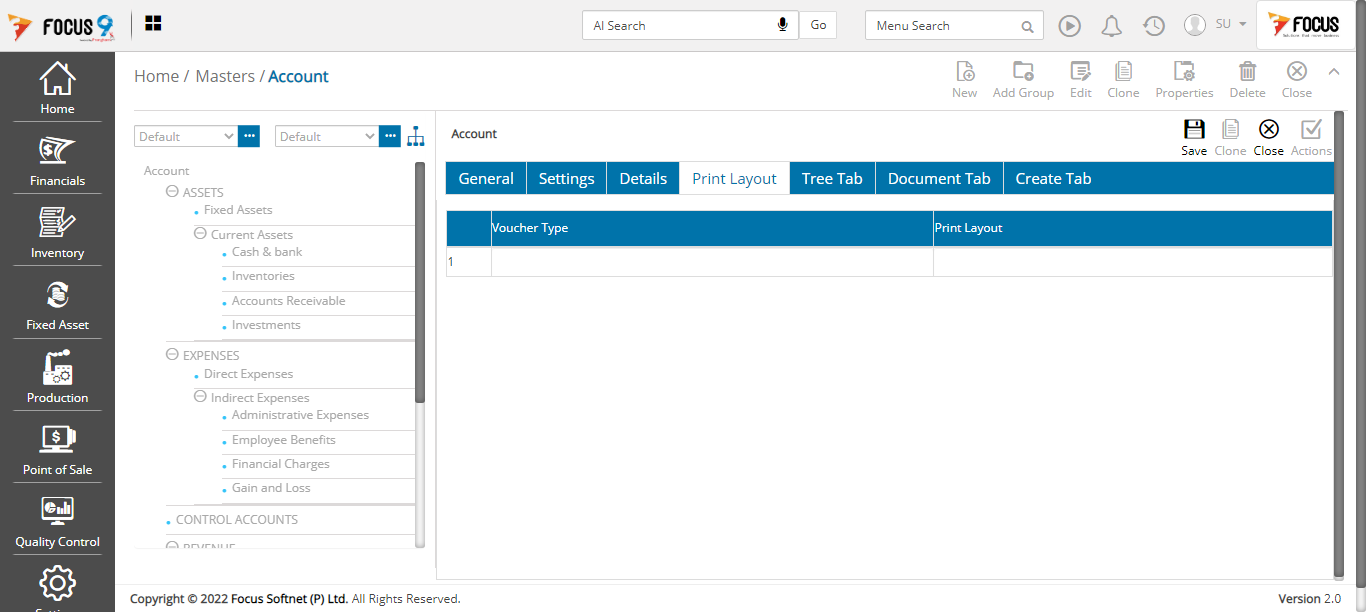 FOCUS 9
AI Search
Go
Menu Search
SU
FOCUS
Home
Financials
Inventory
Fixed Asset
Production
Point of Sale
Quality Control
Home / Masters / Account
New
Add Group
Edit
Clone
Properties
Delete
Close
Default
Default
Account
ASSETS
Fixed Assets
Current Assets
Cash & bank
Inventories
Accounts Receivable
Investments
EXPENSES
Direct Expenses
Indirect Expenses
Administrative Expenses
Employee Benefits
Financial Charges
Gain and Loss
CONTROL ACCOUNTS
REVENUE
Account
Save
Clone
Close
Actions
General
Settings
Details
Print Layout
Tree Tab
Document Tab
Create Tab
Voucher Type
Print Layout
1
Copyright © 2022 Focus Softnet (P) Ltd. All Rights Reserved.
Version 2.0